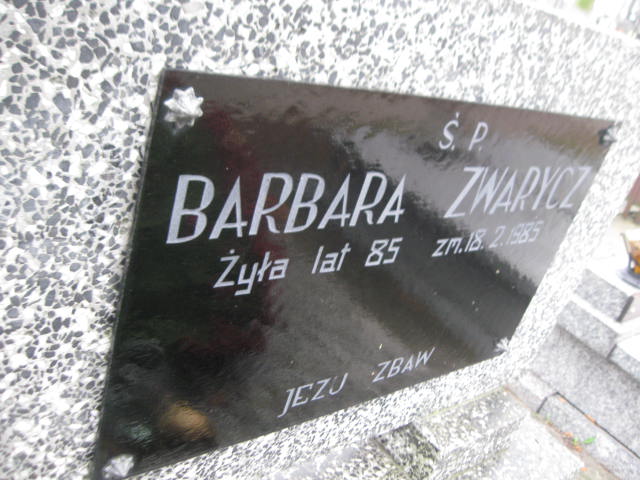 Ś. P.
BARBARA ZWARYCZ
Żyła lat 85 zm. 18. 2. 1985
JEZU ZBAW